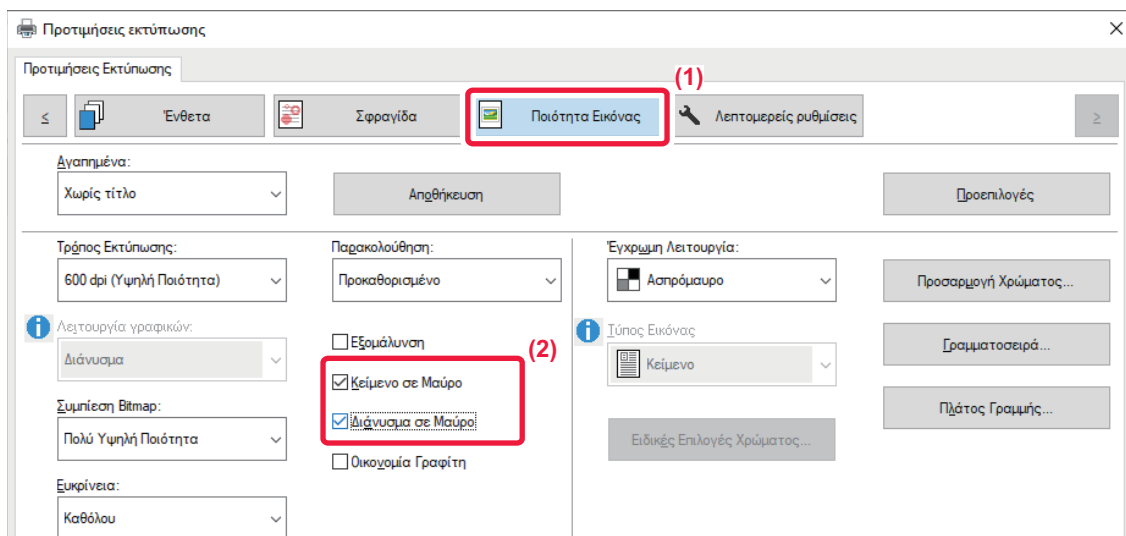 Προτιμήσεις εκτύπωσης
Προτιμήσεις Εκτύπωσης
(1)
< Ένθετα Σφραγίδα Ποιότητα Εικόνας Λεπτομερείς ρυθμίσεις >
Αγαπημένα:
Χωρίς τίτλο Αποθήκευση Προεπιλογές
Τρόπος Εκτύπωσης: Παρακολούθηση: Έγχρωμη Λειτουργία:
600 dpi (Υψηλή Ποιότητα) Προκαθορισμένο Ασπρόμαυρο Προσαρμογή Χρώματος...
Λειτουργία γραφικών: Τύπος Εικόνας
Εξομάλυνση Γραμματοσειρά...
(2)
Διάνυσμα Κείμενο
Κείμενο σε Μαύρο
Συμπίεση Bitmap: Πλάτος Γραμμής...
Διάνυσμα σε Μαύρο
Πολύ Υψηλή Ποιότητα Ειδικές Επιλογές Χρώματος...
Οικονομία Γραφίτη
Ευκρίνεια:
Καθόλου